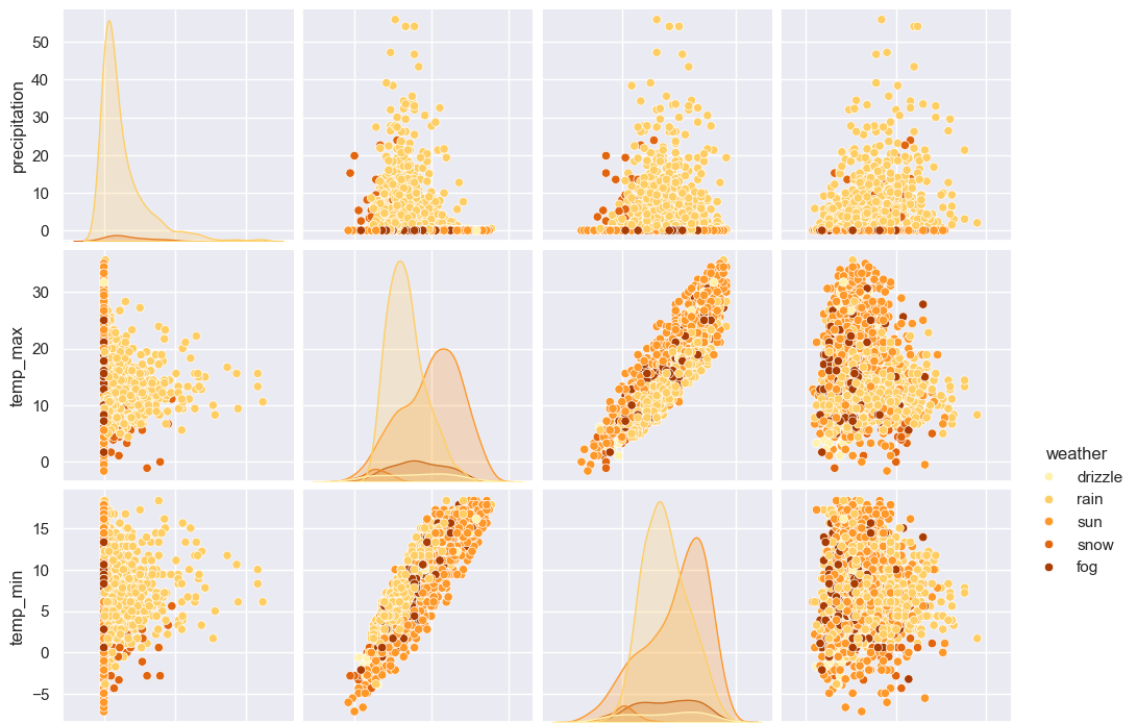 50
40
30
20
10
0
precipitation
30
20
10
0
temp_max
15
10
5
0
−5
temp_min
weather
drizzle
rain
sun
snow
fog